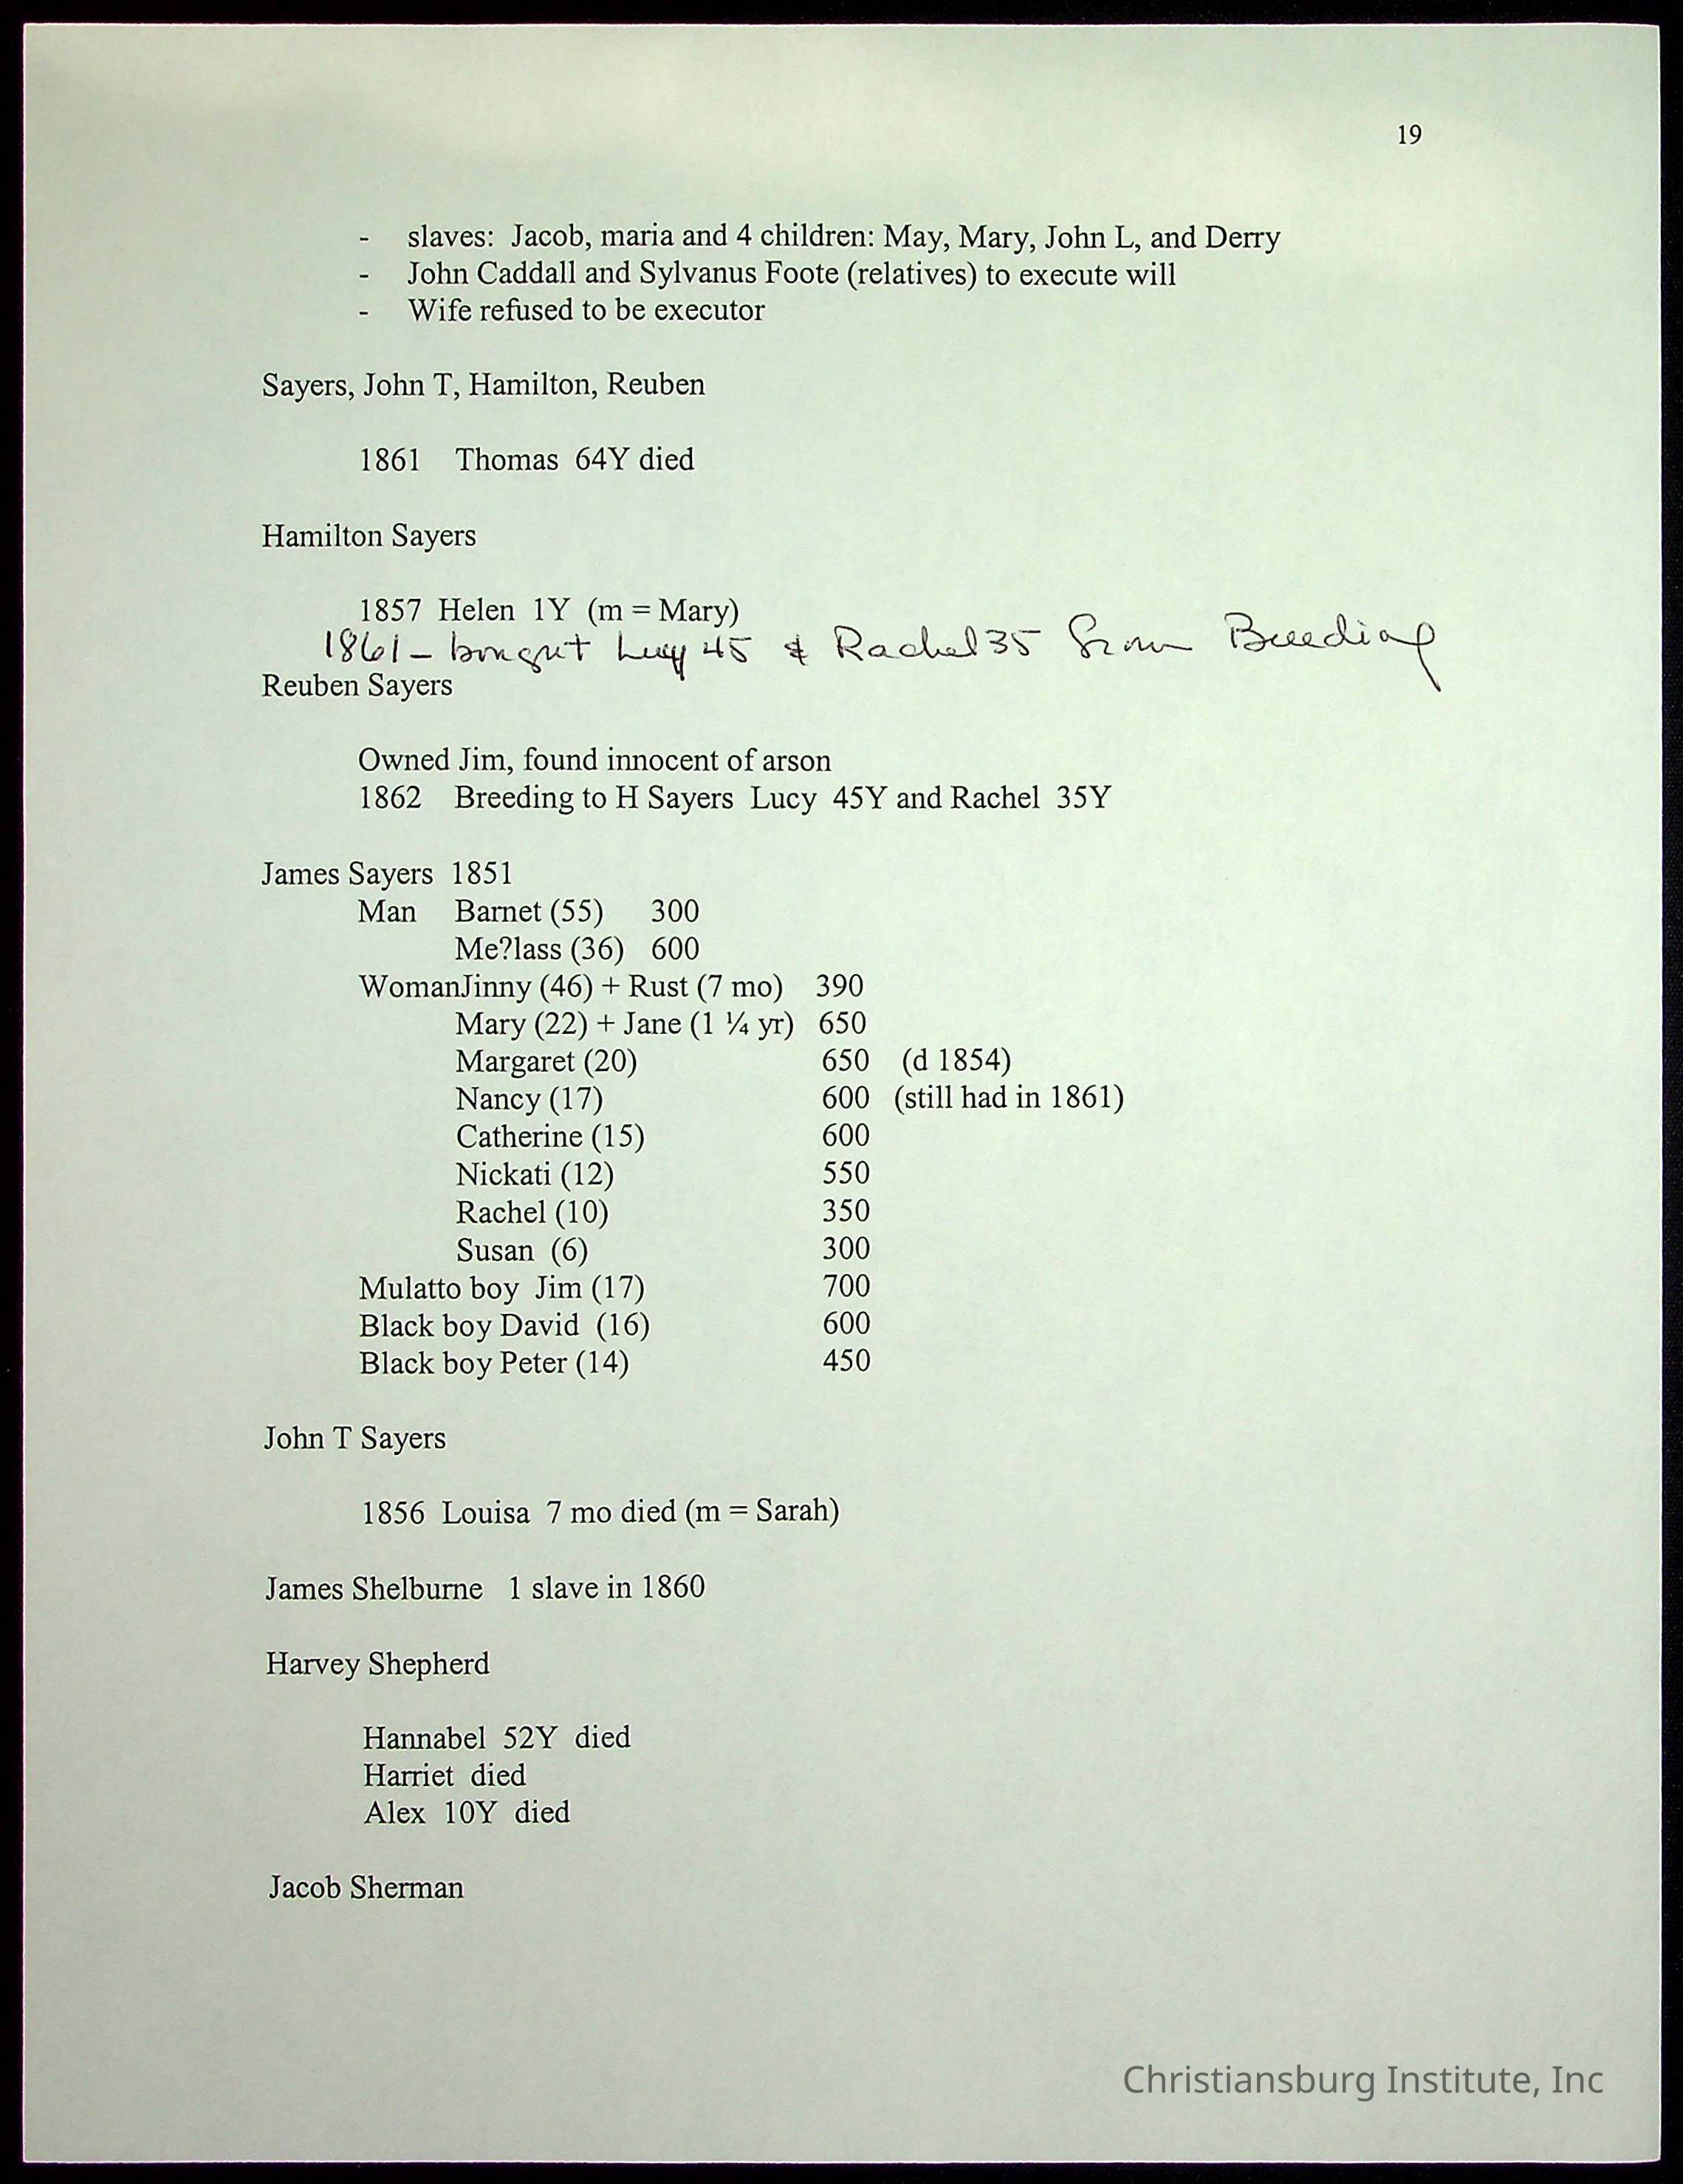 19
- slaves: Jacob, maria and 4 children: May, Mary, John L, and Derry
- John Caddall and Sylvanus Foote (relatives) to execute will
- Wife refused to be executor
Sayers, John T, Hamilton, Reuben
1861 Thomas 64Y died
Hamilton Sayers
1857 Helen 1Y (m = Mary)
1861 – bought Lucy 45 & Rachel 35 from Breeding
Reuben Sayers
Owned Jim, found innocent of arson
1862 Breeding to H Sayers Lucy 45Y and Rachel 35Y
James Sayers 1851
Man Barnet (55) 300
Me?lass (36) 600
WomanJinny (46) + Rust (7 mo) 390
Mary (22) + Jane (1 ¼ yr) 650
Margaret (20) 650 (d 1854)
Nancy (17) 600 (still had in 1861)
Catherine (15) 600
Nickati (12) 550
Rachel (10) 350
Susan (6) 300
Mulatto boy Jim (17) 700
Black boy David (16) 600
Black boy Peter (14) 450
John T Sayers
1856 Louisa 7 mo died (m = Sarah)
James Shelburne 1 slave in 1860
Harvey Shepherd
Hannabel 52Y died
Harriet died
Alex 10Y died
Jacob Sherman
Christiansburg Institute, Inc